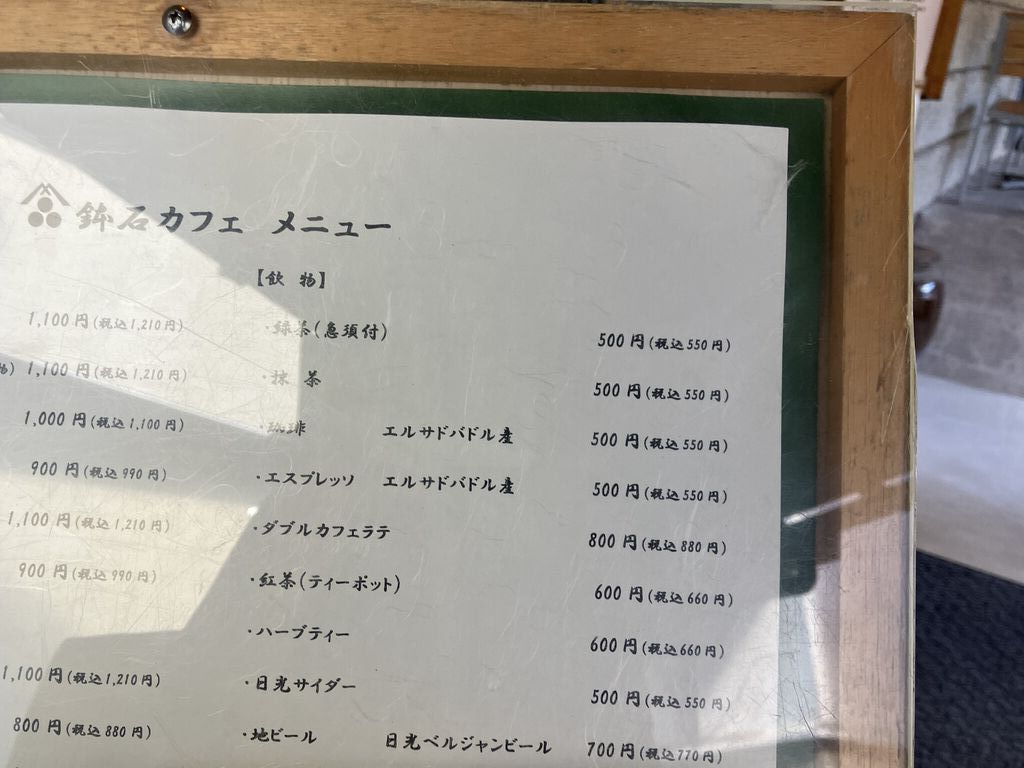 鉢石カフェ メニュー
【飲 物】
1,100円(税込1,210円)
・緑茶(急須付) 500円(税込550円)
物) 1,100円(税込1,210円)
・抹 茶 500円(税込550円)
1,000円(税込1,100円)
・珈琲 エルサドバドル産 500円(税込550円)
900円(税込990円)
・エスプレッソ エルサドバドル産 500円(税込550円)
1,100円(税込1,210円)
・ダブルカフェラテ 800円(税込880円)
900円(税込990円)
・紅茶(ティーポット) 600円(税込660円)
・ハーブティー 600円(税込660円)
1,100円(税込1,210円)
・日光サイダー 500円(税込550円)
800円(税込880円)
・地ビール 日光ベルジャンビール 700円(税込770円)